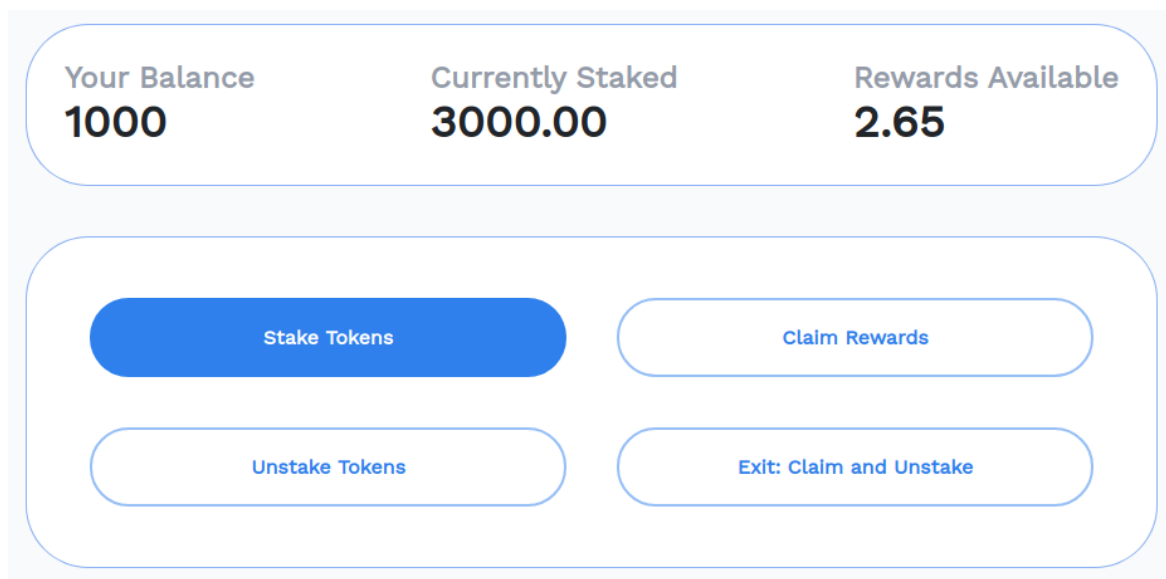 Your Balance
1000
Currently Staked
3000.00
Rewards Available
2.65
Stake Tokens
Claim Rewards
Unstake Tokens
Exit: Claim and Unstake